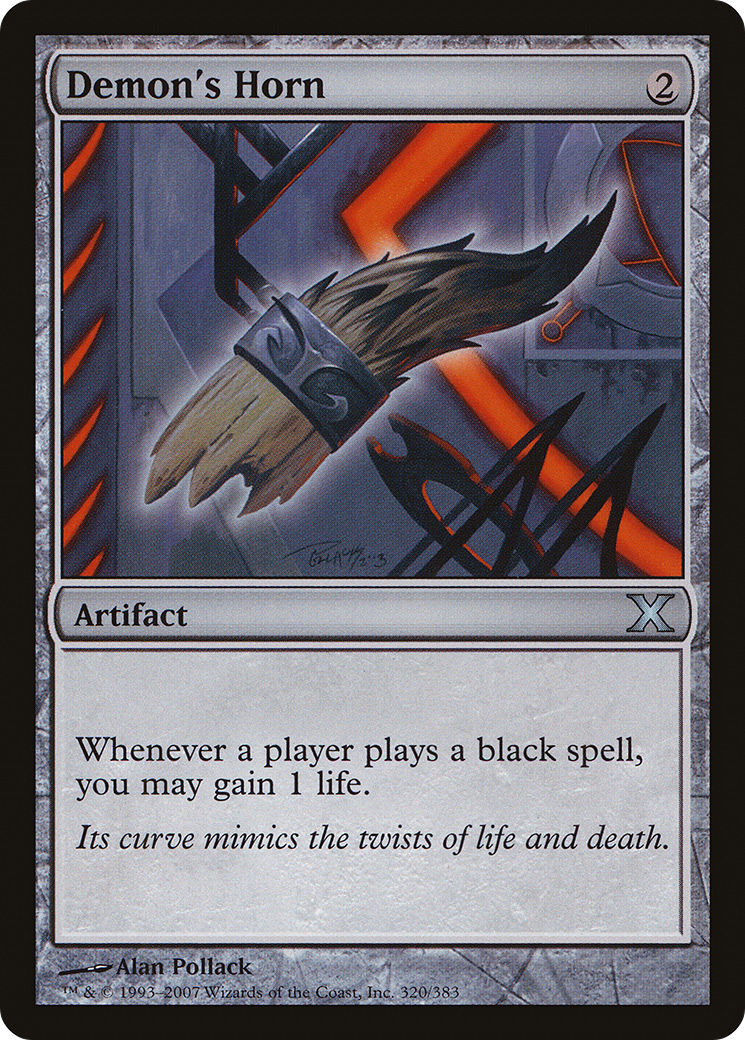 Demon's Horn 2
Artifact X
Whenever a player plays a black spell,
you may gain 1 life.
Its curve mimics the twists of life and death.
Alan Pollack
™ & © 1993–2007 Wizards of the Coast, Inc. 320/383